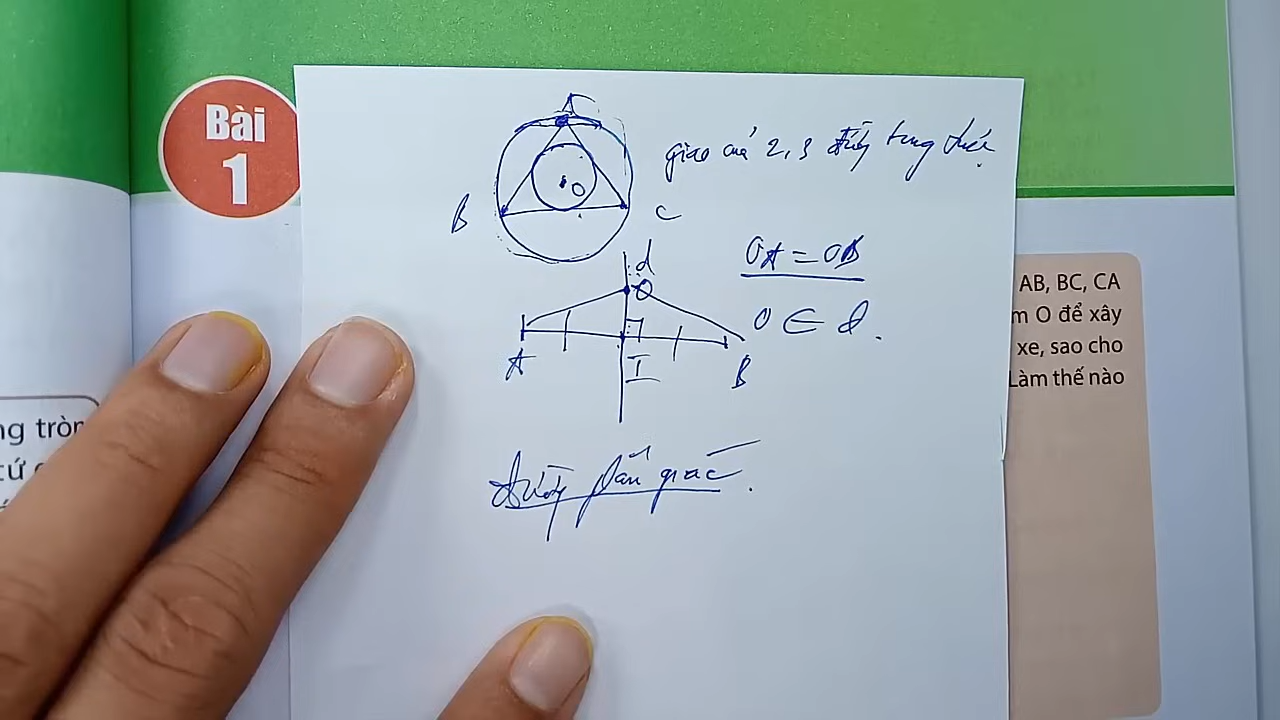 Bài
1
A
B
C
O
giao của 2, 3 đường trung trực.
d
O
OA = OB
O ∈ d.
A
I
B
đường phân giác.
AB, BC, CA
O để xây
xe, sao cho
Làm thế nào
tròn